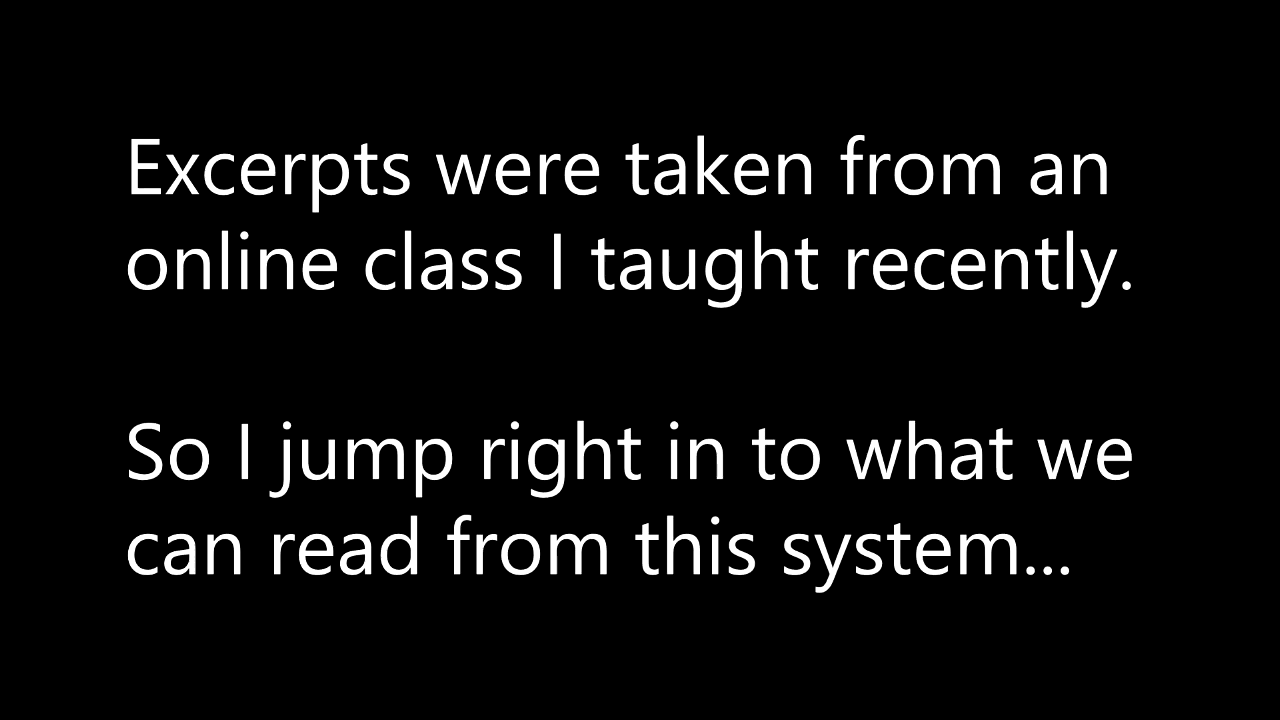 Excerpts were taken from an
online class I taught recently.
So I jump right in to what we
can read from this system...